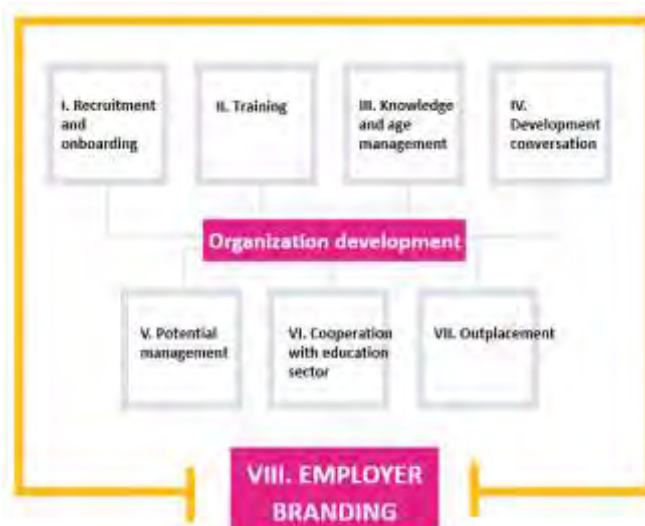 I. Recruitment
and
onboarding
II. Training
III. Knowledge
and age
management
IV.
Development
conversation
Organization development
V. Potential
management
VI. Cooperation
with education
sector
VII. Outplacement
VIII. EMPLOYER
BRANDING